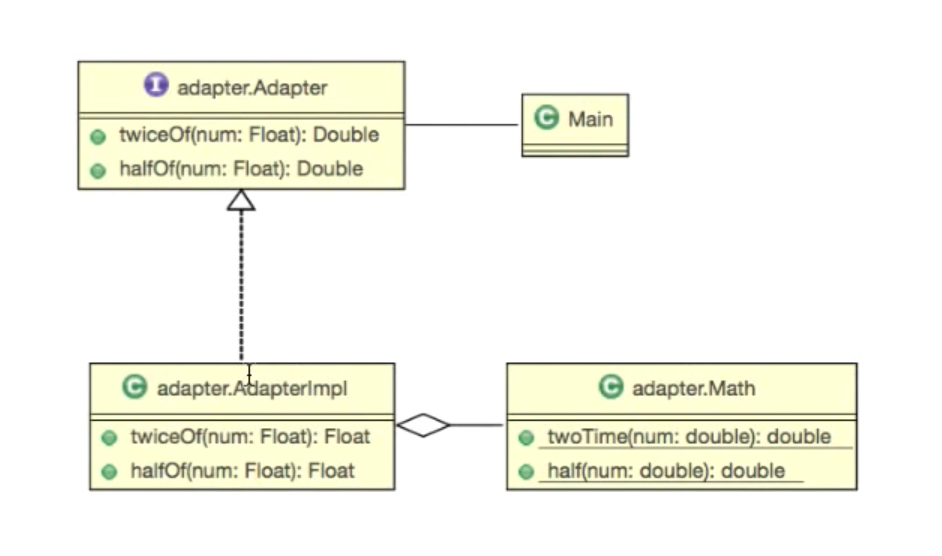 I adapter.Adapter
twiceOf(num: Float): Double
halfOf(num: Float): Double
C Main
C adapter.AdapterImpl
twiceOf(num: Float): Float
halfOf(num: Float): Float
C adapter.Math
twoTime(num: double): double
half(num: double): double